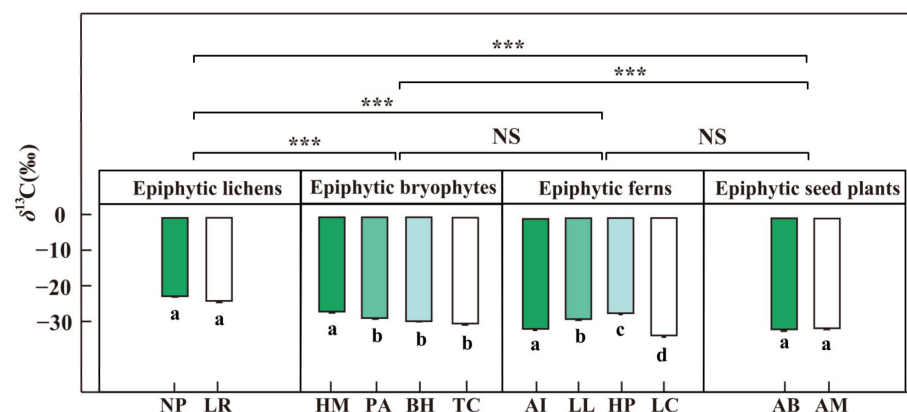 ***
***
***
*** NS NS
Epiphytic lichens Epiphytic bryophytes Epiphytic ferns Epiphytic seed plants
δ¹³C(‰)
0
−10
−20
−30
a a a b b b a b c d a a
NP LR HM PA BH TC AI LL HP LC AB AM